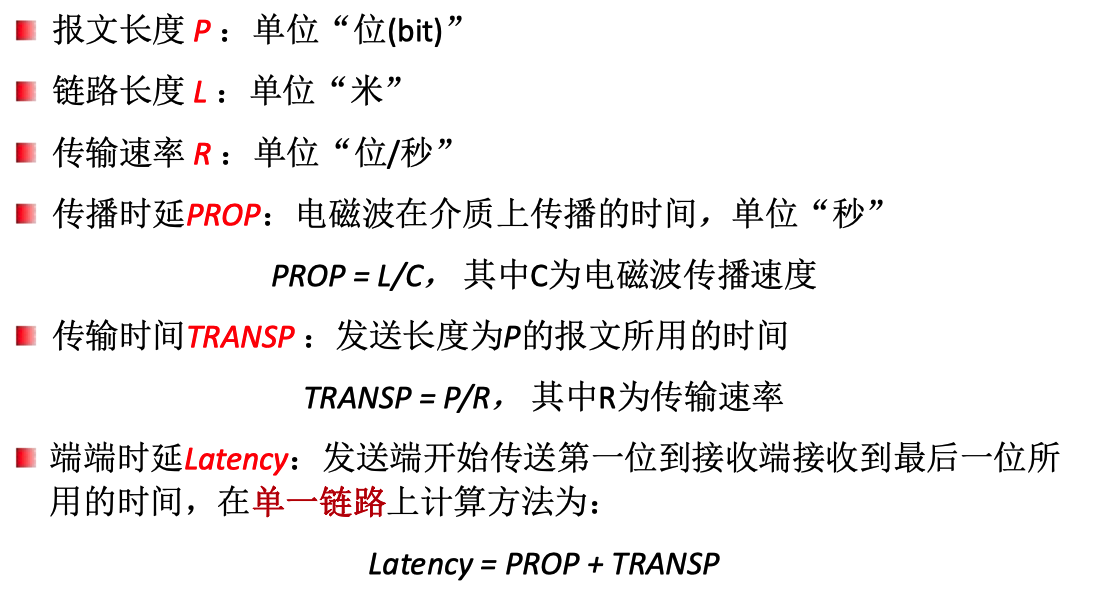 报文长度 P：单位“位(bit)”
链路长度 L：单位“米”
传输速率 R：单位“位/秒”
传播时延PROP：电磁波在介质上传播的时间，单位“秒”
PROP = L/C， 其中C为电磁波传播速度
传输时间TRANSP：发送长度为P的报文所用的时间
TRANSP = P/R， 其中R为传输速率
端端时延Latency：发送端开始传送第一位到接收端接收到最后一位所
用的时间，在单一链路上计算方法为：
Latency = PROP + TRANSP